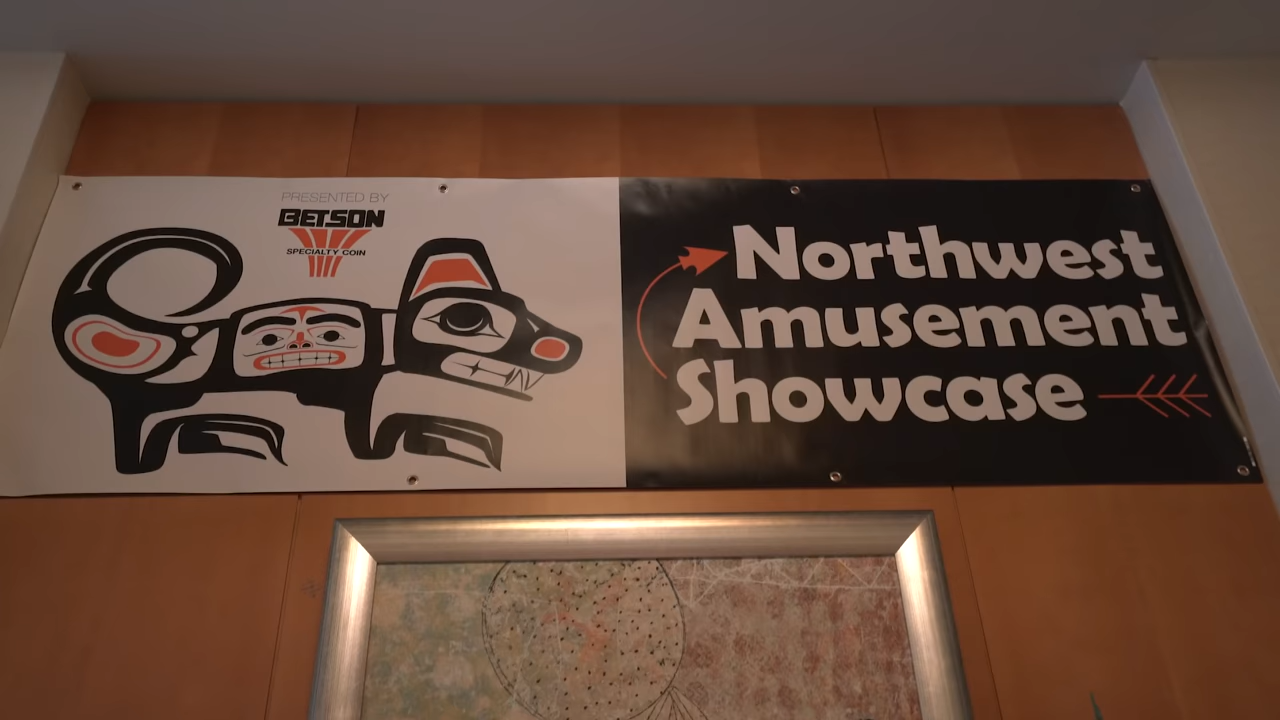 PRESENTED BY
BETSON
SPECIALTY COIN
Northwest
Amusement
Showcase